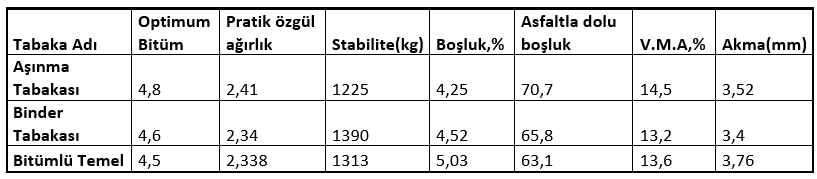 Tabaka Adı Optimum Bitüm Pratik özgül ağırlık Stabilite(kg) Boşluk,% Asfaltla dolu boşluk V.M.A,% Akma(mm)
Aşınma Tabakası 4,8 2,41 1225 4,25 70,7 14,5 3,52
Binder Tabakası 4,6 2,34 1390 4,52 65,8 13,2 3,4
Bitümlü Temel 4,5 2,338 1313 5,03 63,1 13,6 3,76